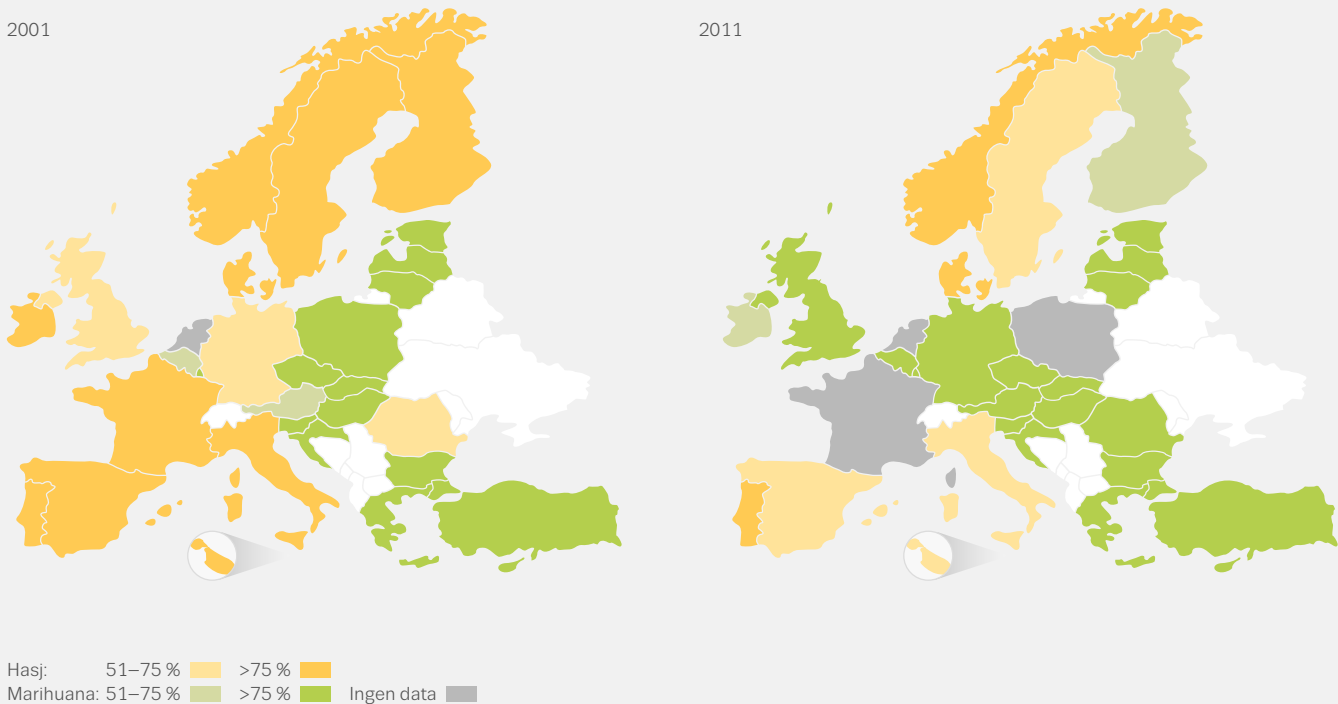 2001
2011
Hasj: 51–75 % >75 %
Marihuana: 51–75 % >75 % Ingen data